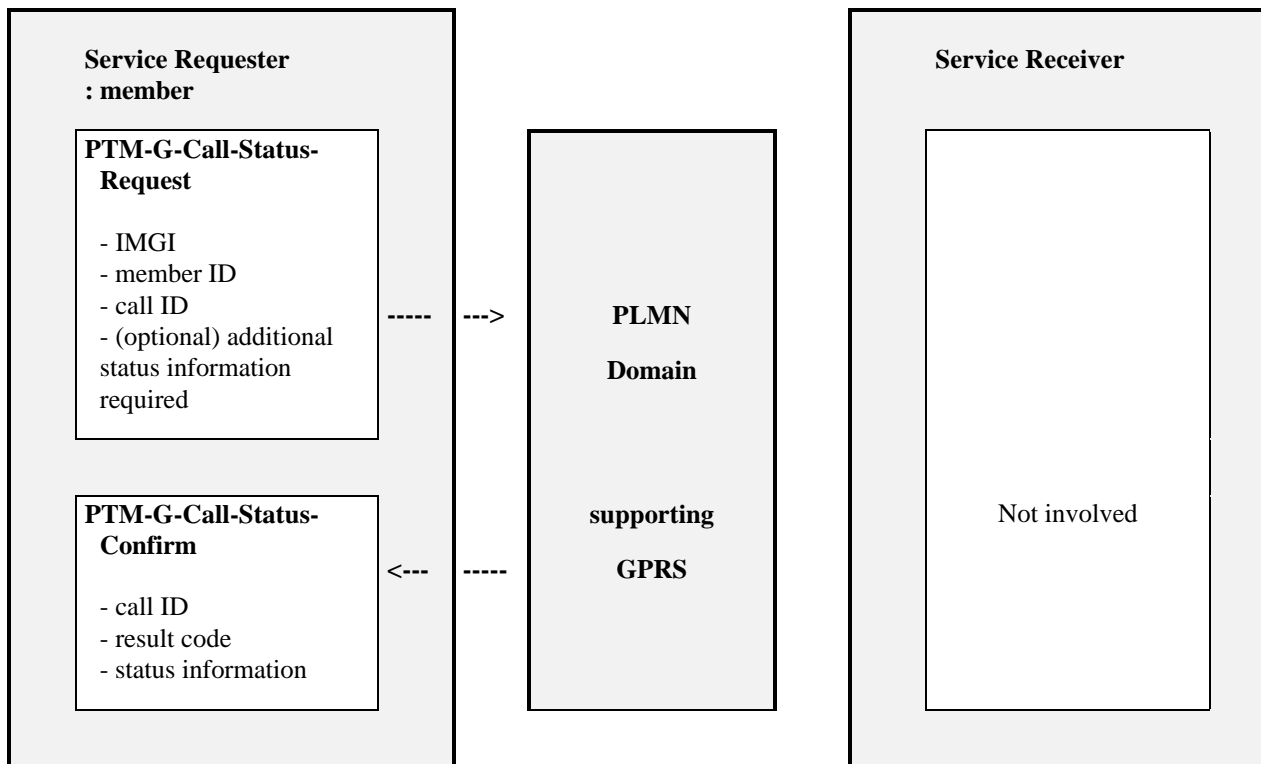 Service Requester
: member
PTM-G-Call-Status-
Request
- IMGI
- member ID
- call ID
- (optional) additional
status information
required
PTM-G-Call-Status-
Confirm
- call ID
- result code
- status information
----- --->
<--- -----
PLMN
Domain
supporting
GPRS
Service Receiver
Not involved